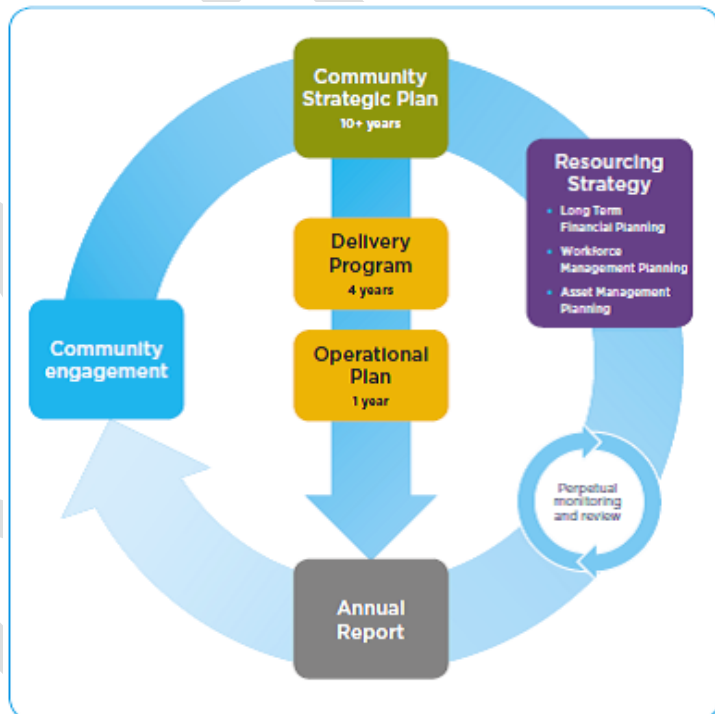 Community
Strategic Plan
10+ years
Resourcing
Strategy
• Long Term
Financial Planning
• Workforce
Management Planning
• Asset Management
Planning
Delivery
Program
4 years
Operational
Plan
1 year
Community
engagement
Perpetual
monitoring
and review
Annual
Report